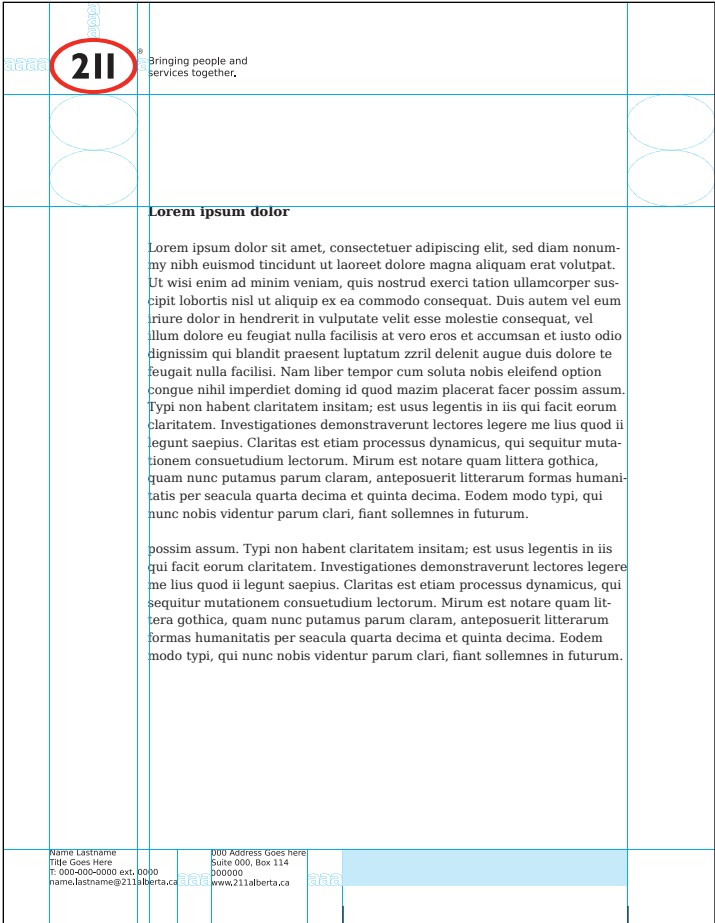 aaa
aaaa
211
®
a
Bringing people and
services together.
Lorem ipsum dolor
Lorem ipsum dolor sit amet, consectetuer adipiscing elit, sed diam nonum-
my nibh euismod tincidunt ut laoreet dolore magna aliquam erat volutpat.
Ut wisi enim ad minim veniam, quis nostrud exerci tation ullamcorper sus-
cipit lobortis nisl ut aliquip ex ea commodo consequat. Duis autem vel eum
iriure dolor in hendrerit in vulputate velit esse molestie consequat, vel
illum dolore eu feugiat nulla facilisis at vero eros et accumsan et iusto odio
dignissim qui blandit praesent luptatum zzril delenit augue duis dolore te
feugait nulla facilisi. Nam liber tempor cum soluta nobis eleifend option
congue nihil imperdiet doming id quod mazim placerat facer possim assum.
Typi non habent claritatem insitam; est usus legentis in iis qui facit eorum
claritatem. Investigationes demonstraverunt lectores legere me lius quod ii
legunt saepius. Claritas est etiam processus dynamicus, qui sequitur muta-
tionem consuetudium lectorum. Mirum est notare quam littera gothica,
quam nunc putamus parum claram, anteposuerit litterarum formas humani-
tatis per seacula quarta decima et quinta decima. Eodem modo typi, qui
nunc nobis videntur parum clari, fiant sollemnes in futurum.
possim assum. Typi non habent claritatem insitam; est usus legentis in iis
qui facit eorum claritatem. Investigationes demonstraverunt lectores legere
me lius quod ii legunt saepius. Claritas est etiam processus dynamicus, qui
sequitur mutationem consuetudium lectorum. Mirum est notare quam lit-
tera gothica, quam nunc putamus parum claram, anteposuerit litterarum
formas humanitatis per seacula quarta decima et quinta decima. Eodem
modo typi, qui nunc nobis videntur parum clari, fiant sollemnes in futurum.
Name Lastname
Title Goes Here
T: 000-000-0000 ext. 0000
name.lastname@211alberta.ca
aaa
000 Address Goes here
Suite 000, Box 114
000000
www.211alberta.ca
aaa